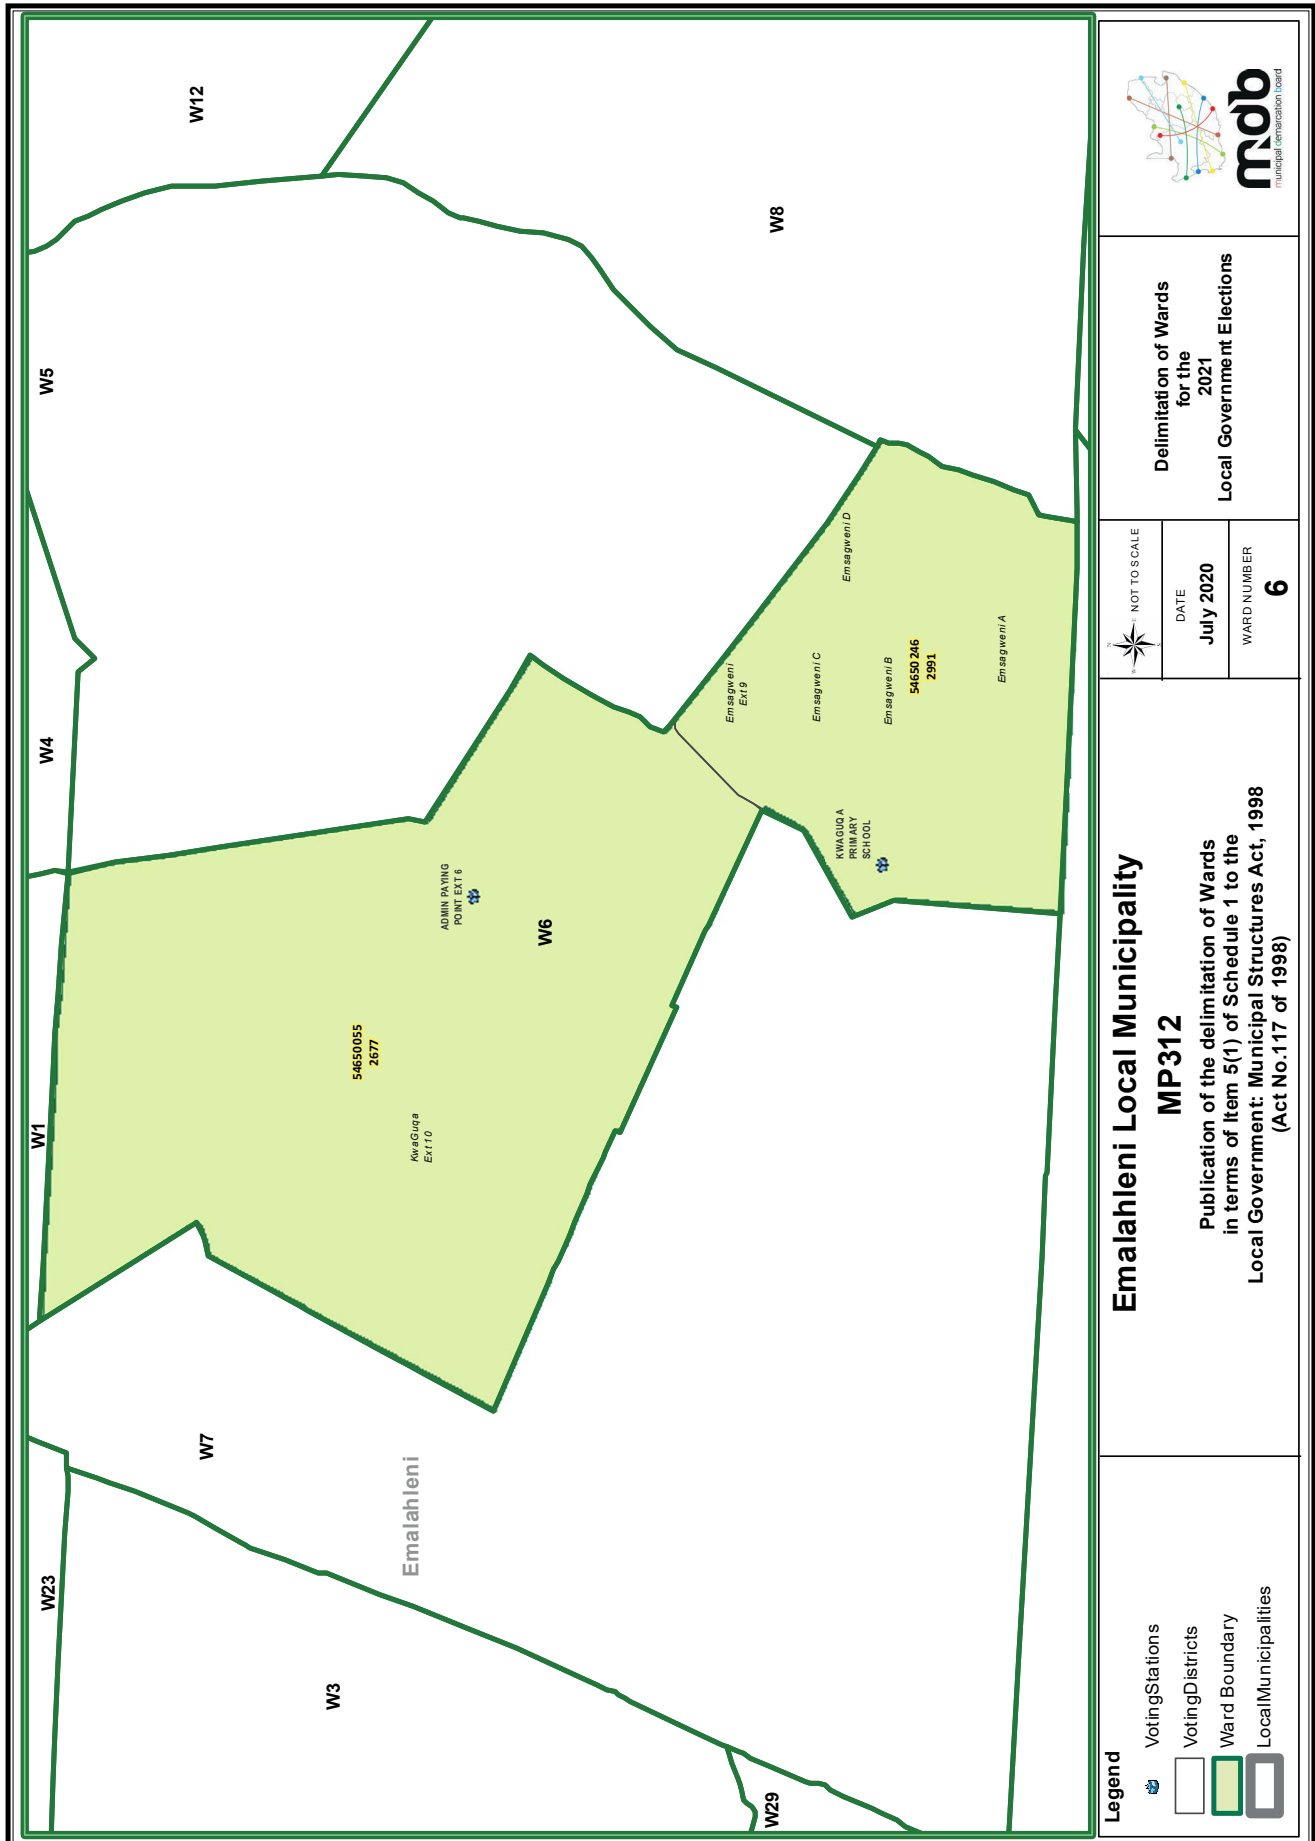 W23
W7
W1
W4
W5
W12
W3
Emalahleni
54650055
2677
KwaGuqa
Ext 10
ADMIN PAYING
POINT EXT 6
W6
W8
W29
Emsagweni
Ext 9
Emsagweni C
Emsagweni D
KWAGUQA
PRIMARY
SCHOOL
Emsagweni B
54650246
2991
Emsagweni A
Legend
VotingStations
VotingDistricts
Ward Boundary
LocalMunicipalities
Emalahleni Local Municipality
MP312
Publication of the delimitation of Wards
in terms of Item 5(1) of Schedule 1 to the
Local Government: Municipal Structures Act, 1998
(Act No.117 of 1998)
N
W
E
S
NOT TO SCALE
DATE
July 2020
WARD NUMBER
6
Delimitation of Wards
for the
2021
Local Government Elections
mdb
municipal demarcation board